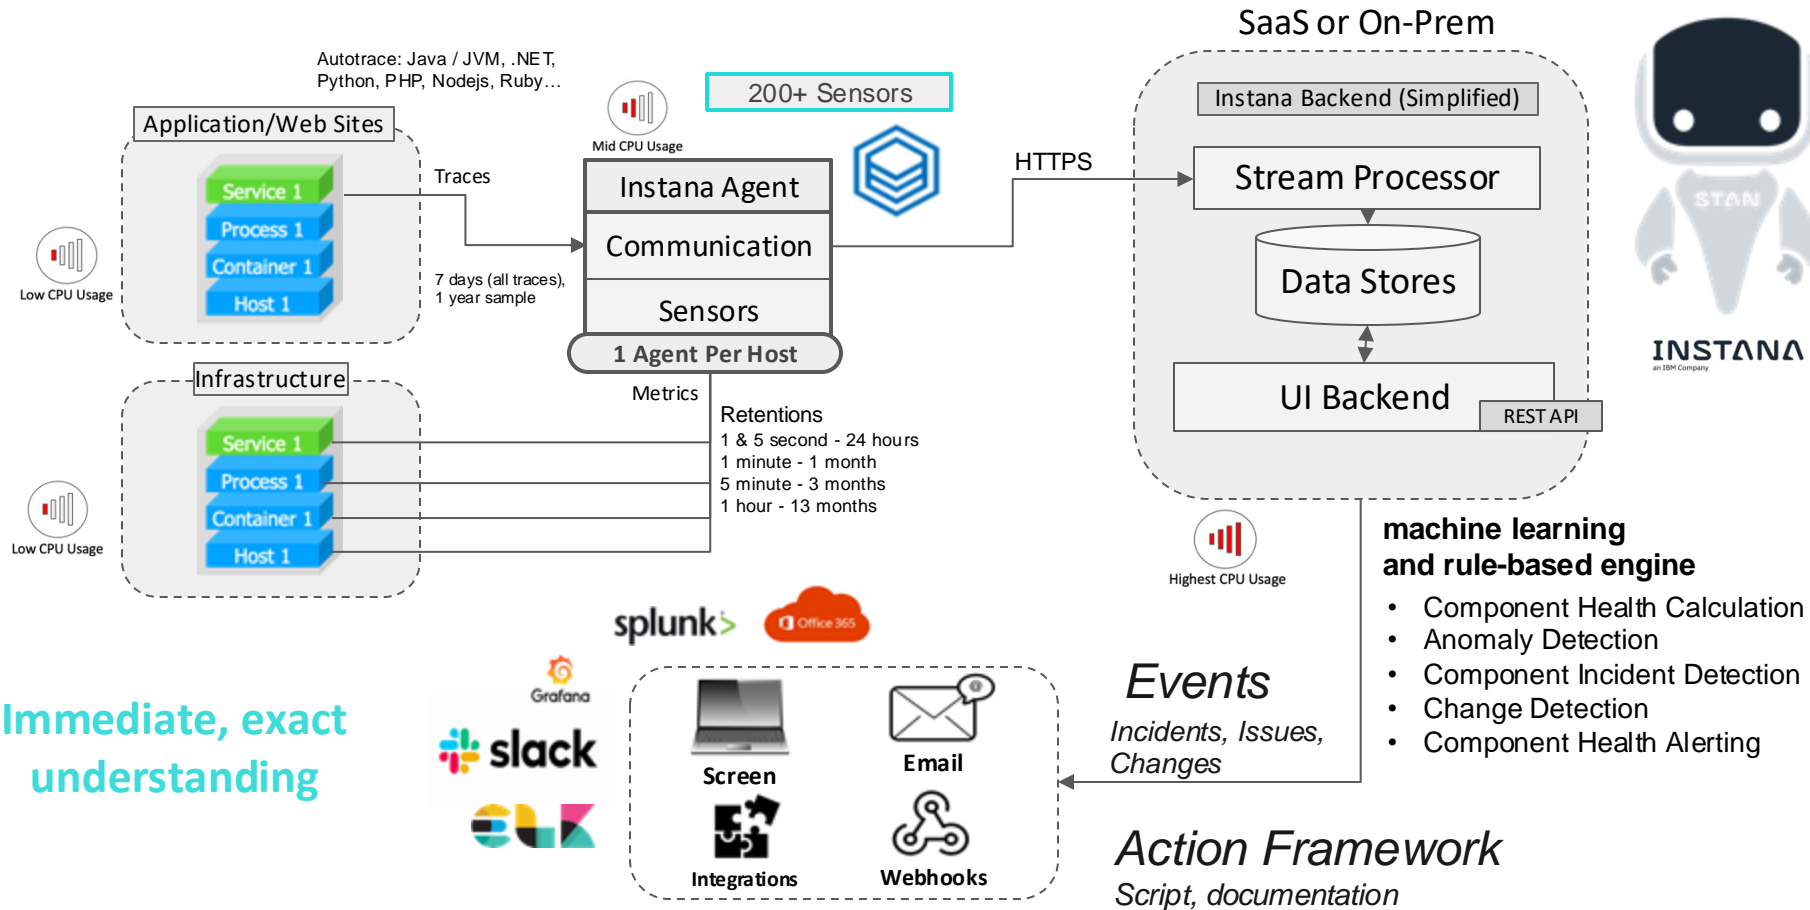 SaaS or On-Prem
Autotrace: Java / JVM, .NET,
Python, PHP, Nodejs, Ruby...
200+ Sensors
Mid CPU Usage
Instana Backend (Simplified)
Application/Web Sites
Service 1
Process 1
Container 1
Host 1
Low CPU Usage
Traces
7 days (all traces),
1 year sample
Instana Agent
Communication
Sensors
1 Agent Per Host
HTTPS
Stream Processor
Data Stores
UI Backend
REST API
STAN
INSTANA
an IBM Company
Infrastructure
Service 1
Process 1
Container 1
Host 1
Low CPU Usage
Metrics
Retentions
1 & 5 second - 24 hours
1 minute - 1 month
5 minute - 3 months
1 hour - 13 months
Highest CPU Usage
machine learning
and rule-based engine
• Component Health Calculation
• Anomaly Detection
• Component Incident Detection
• Change Detection
• Component Health Alerting
splunk>
Office 365
Grafana
slack
ELK
Immediate, exact
understanding
Screen
Email
Integrations
Webhooks
Events
Incidents, Issues,
Changes
Action Framework
Script, documentation